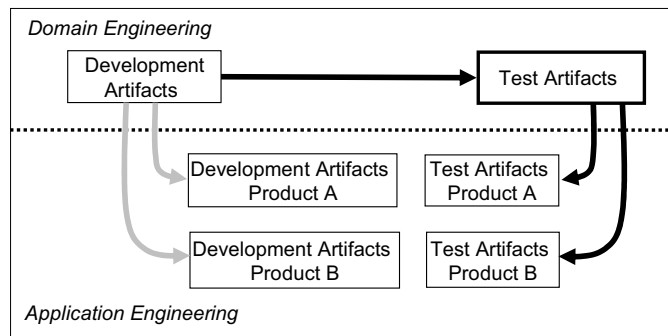 Domain Engineering
Development
Artifacts
Test Artifacts
Development Artifacts
Product A
Test Artifacts
Product A
Development Artifacts
Product B
Test Artifacts
Product B
Application Engineering